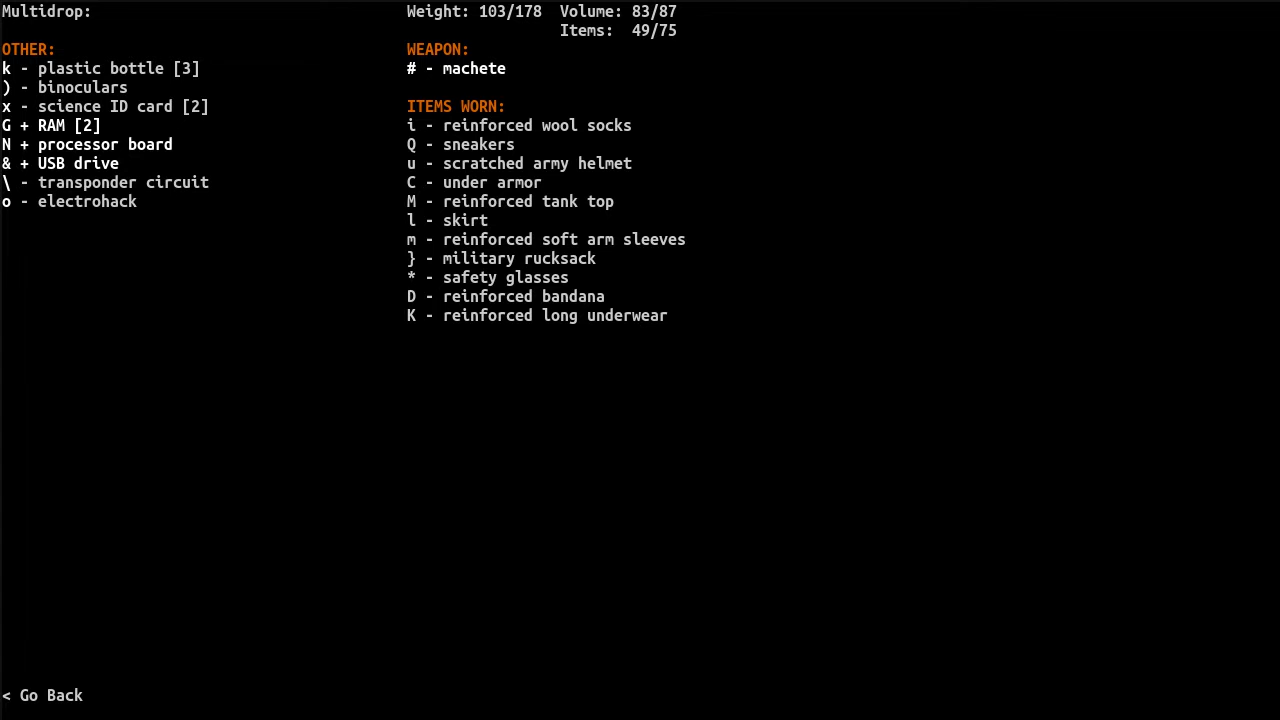 Multidrop:
Weight: 103/178  Volume: 83/87
Items:  49/75
OTHER:
k - plastic bottle [3]
) - binoculars
x - science ID card [2]
G + RAM [2]
N + processor board
& + USB drive
\ - transponder circuit
o - electrohack
WEAPON:
# - machete
ITEMS WORN:
i - reinforced wool socks
Q - sneakers
u - scratched army helmet
C - under armor
M - reinforced tank top
l - skirt
m - reinforced soft arm sleeves
} - military rucksack
* - safety glasses
D - reinforced bandana
K - reinforced long underwear
< Go Back